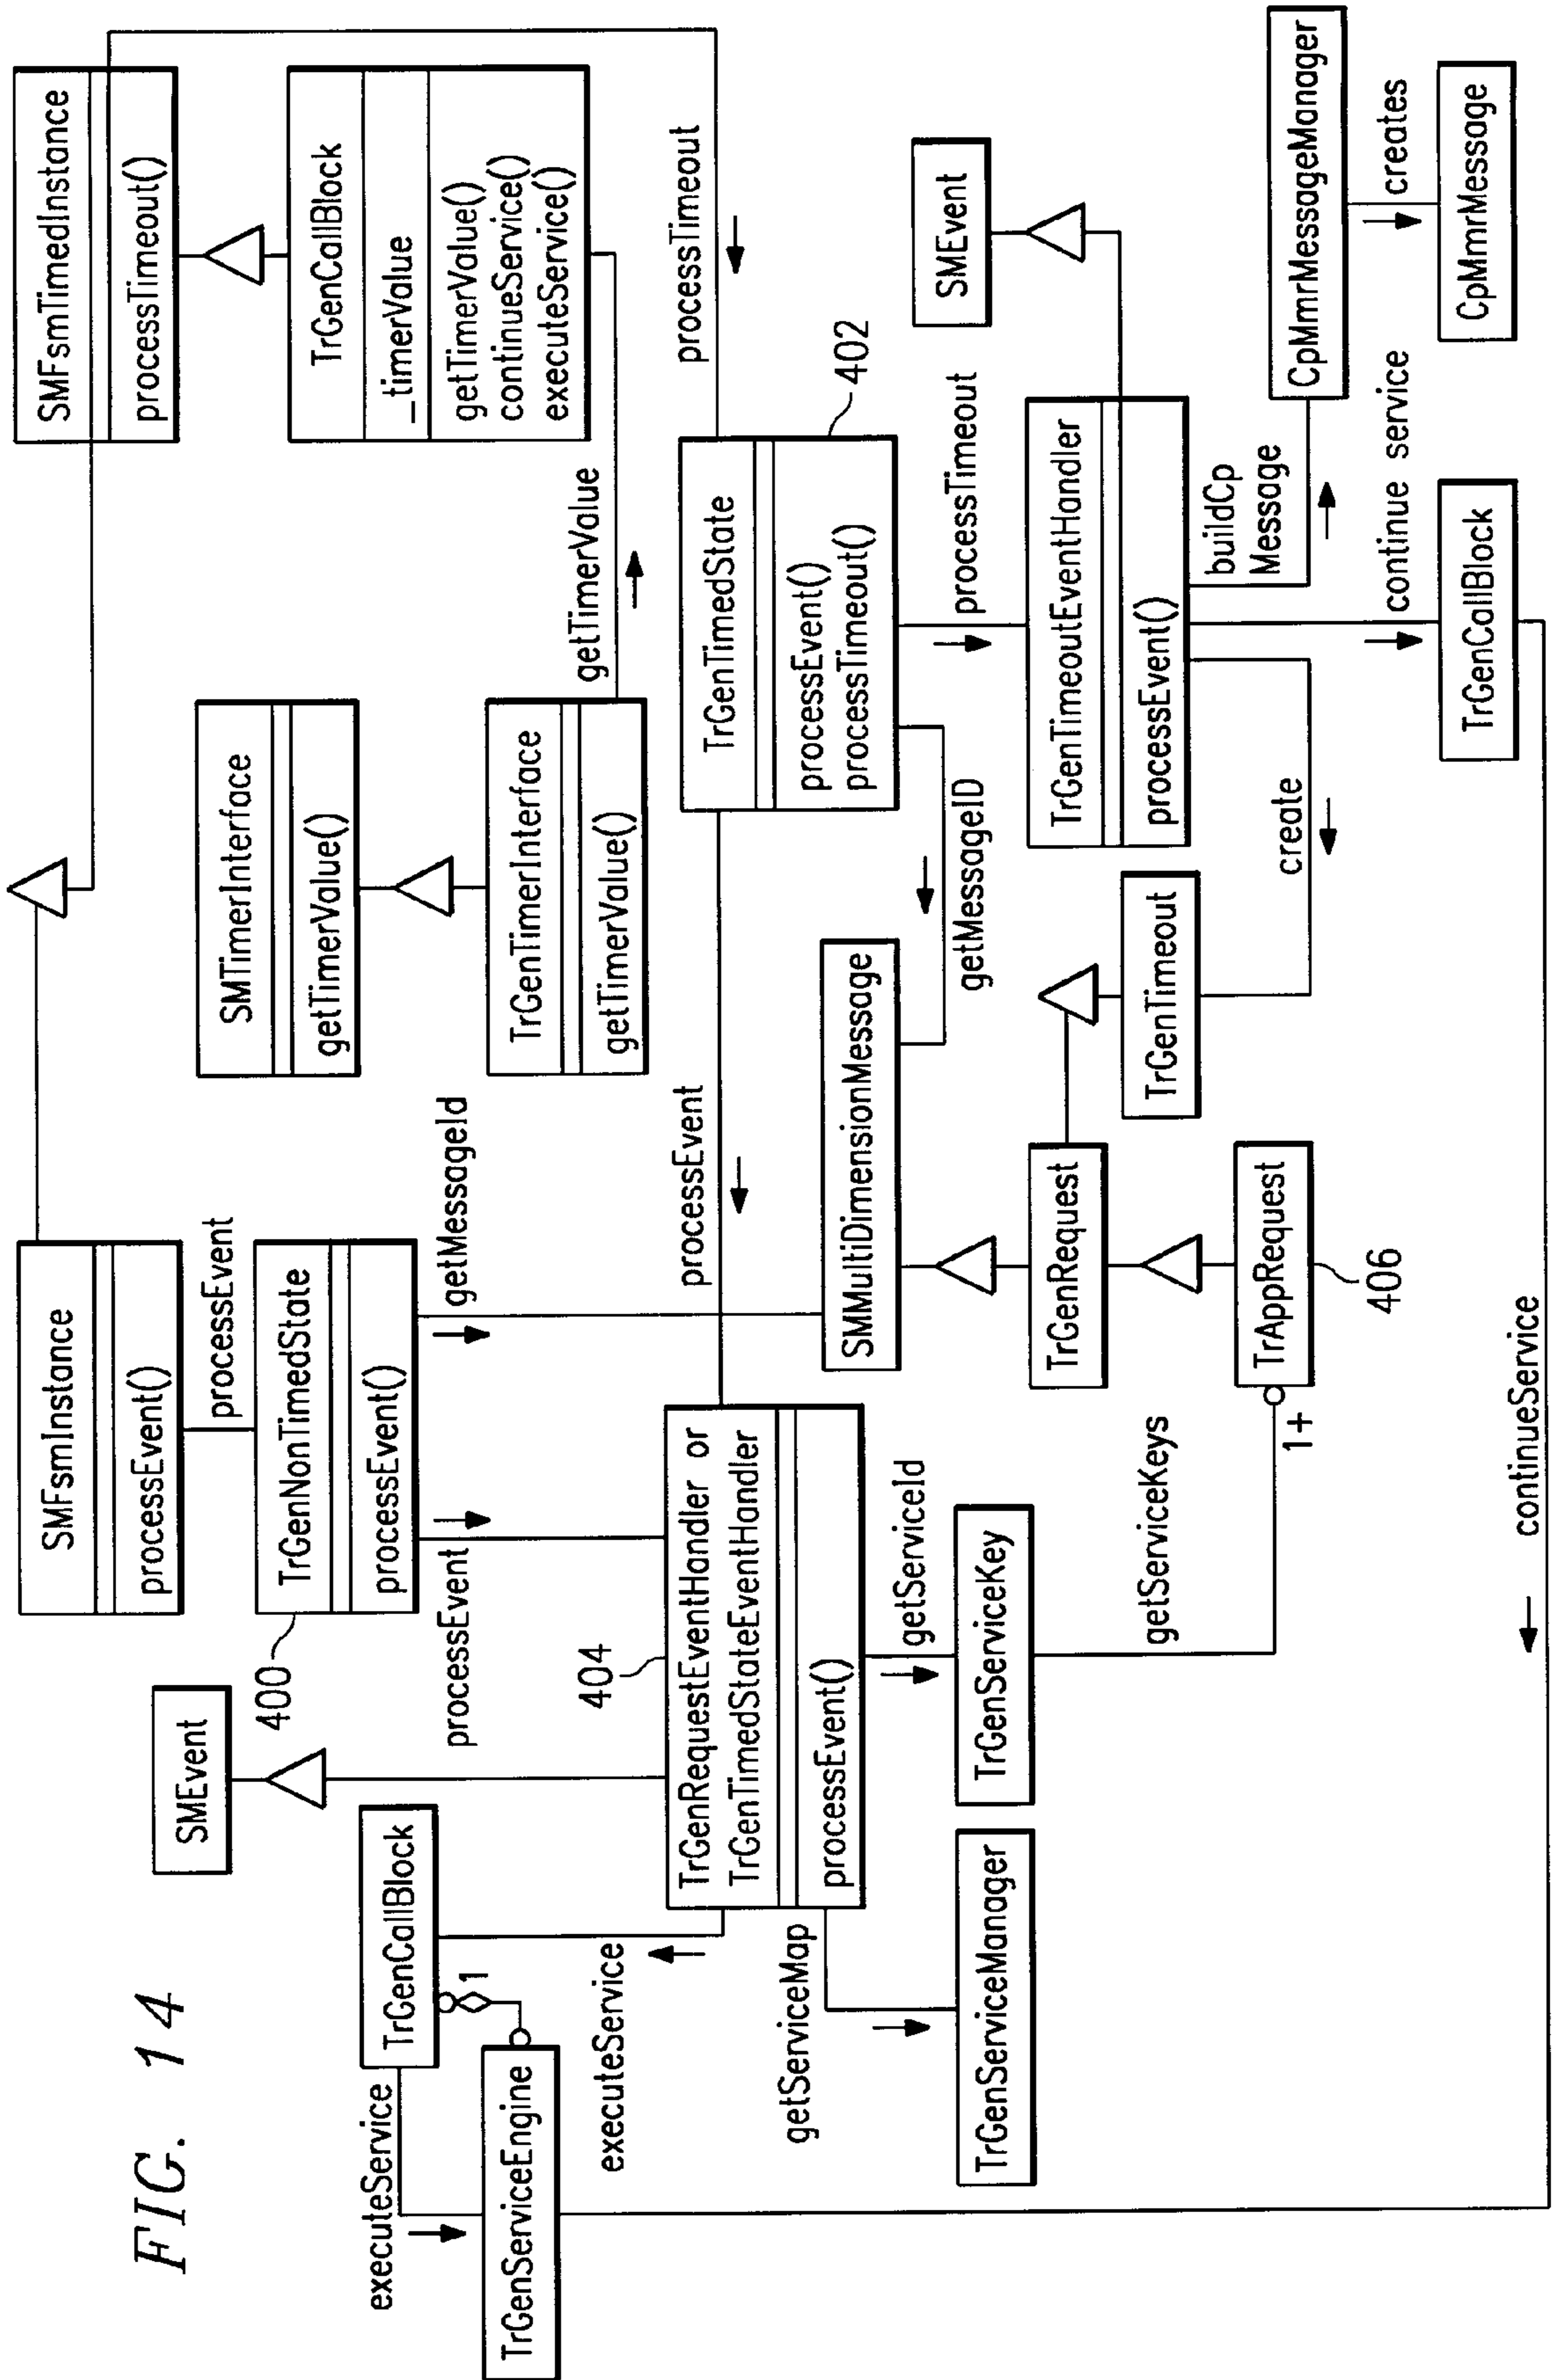 FIG. 14
SMFsmInstance
processEvent()
processEvent
TrGenNonTimedState
processEvent()
400
processEvent
getMessageId
SMFsmTimedInstance
processTimeout()
TrGenCallBlock
_timerValue
getTimerValue()
continueService()
executeService()
SMTimerInterface
getTimerValue()
TrGenTimerInterface
getTimerValue()
getTimerValue
processTimeout
SMEvent
TrGenCallBlock
1
executeService
TrGenServiceEngine
executeService
404
TrGenRequestEventHandler or
TrGenTimedStateEventHandler
processEvent()
processEvent
TrGenTimedState
processEvent()
processTimeout()
402
getMessageID
processTimeout
SMEvent
SMMultiDimensionMessage
getServiceMap
TrGenServiceManager
getServiceId
TrGenServiceKey
getServiceKeys
1+
TrGenRequest
TrAppRequest
406
TrGenTimeout
create
TrGenTimeoutEventHandler
processEvent()
buildCp
Message
CpMmrMessageManager
creates
CpMmrMessage
continue service
TrGenCallBlock
continueService